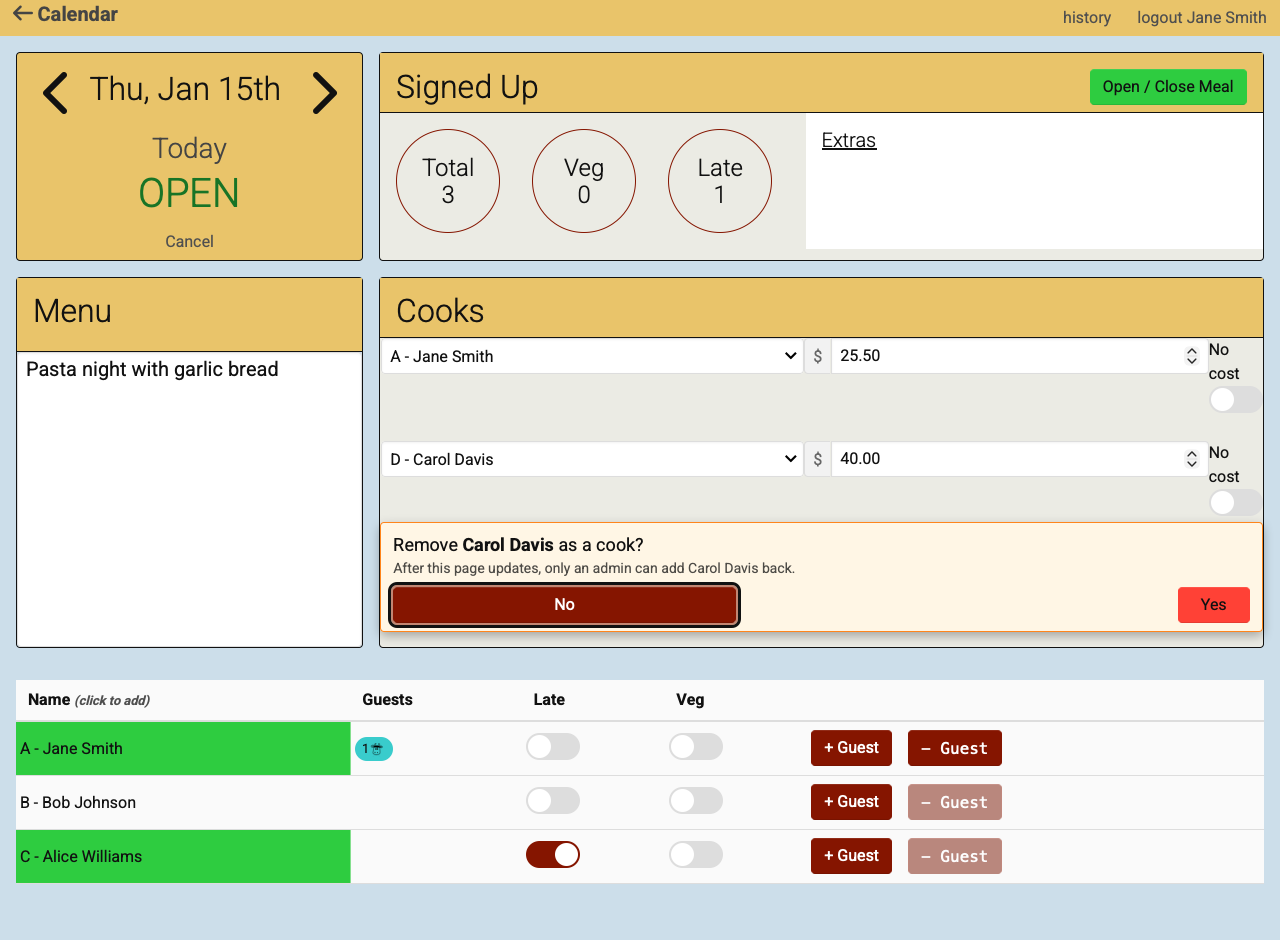 Calendar
history
logout Jane Smith
Thu, Jan 15th
Today
OPEN
Cancel
Signed Up
Open / Close Meal
Total
3
Veg
0
Late
1
Extras
Menu
Pasta night with garlic bread
Cooks
A - Jane Smith
$
25.50
No
cost
D - Carol Davis
$
40.00
No
cost
Remove Carol Davis as a cook?
After this page updates, only an admin can add Carol Davis back.
No
Yes
Name (click to add) Guests Late Veg
A - Jane Smith 1 + Guest – Guest
B - Bob Johnson + Guest – Guest
C - Alice Williams + Guest – Guest